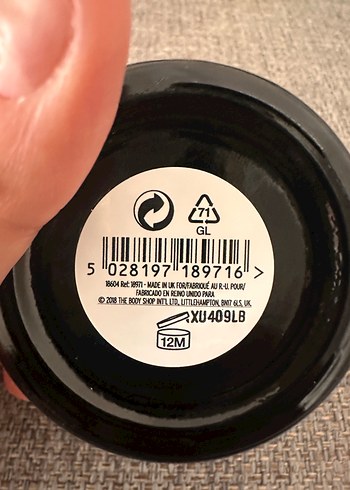 71
GL
5 028197 189716 >
18604 Ref: 18971 - MADE IN UK FOR/FABRIQUÉ AU R.-U. POUR/
FABRICADO EN REINO UNIDO PARA
© 2018 THE BODY SHOP INT'L LTD, LITTLEHAMPTON, BN17 6LS, UK.
XU409LB
12M